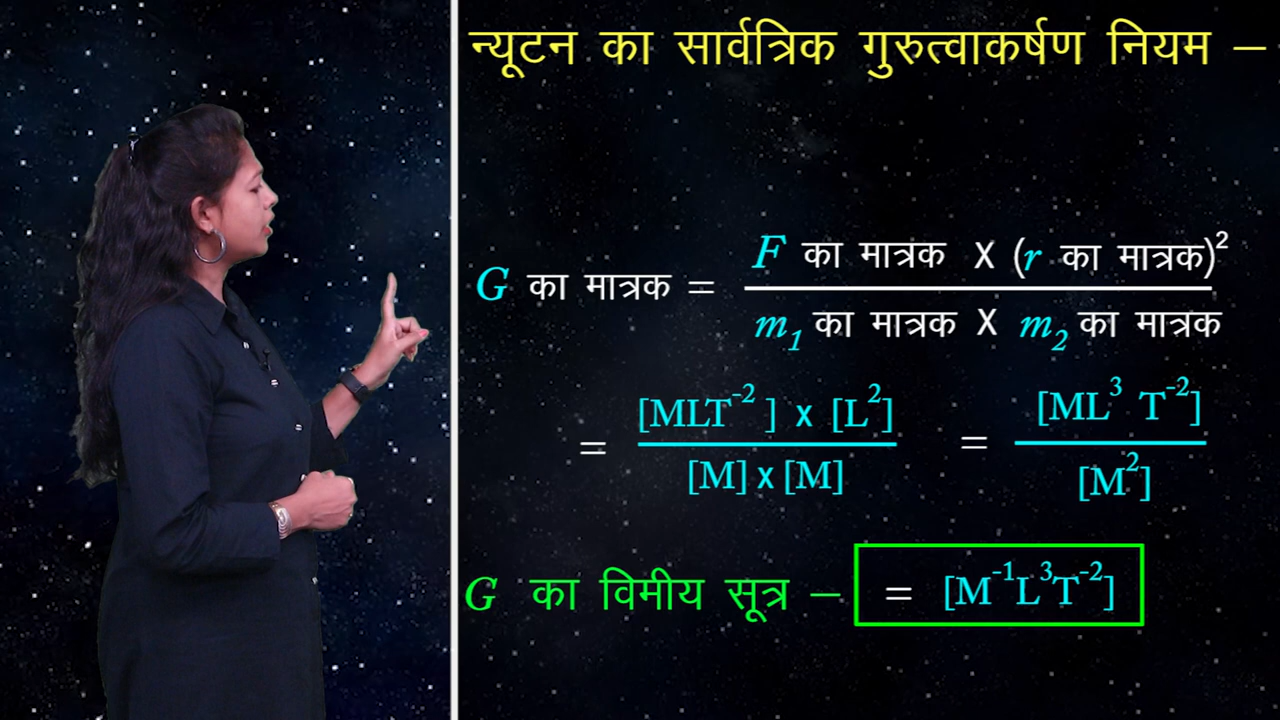 न्यूटन का सार्वत्रिक गुरुत्वाकर्षण नियम –
G का मात्रक = F का मात्रक X (r का मात्रक)² / m₁ का मात्रक X m₂ का मात्रक
= [MLT⁻²] x [L²] / [M] x [M] = [ML³ T⁻²] / [M²]
G का विमीय सूत्र – = [M⁻¹L³T⁻²]